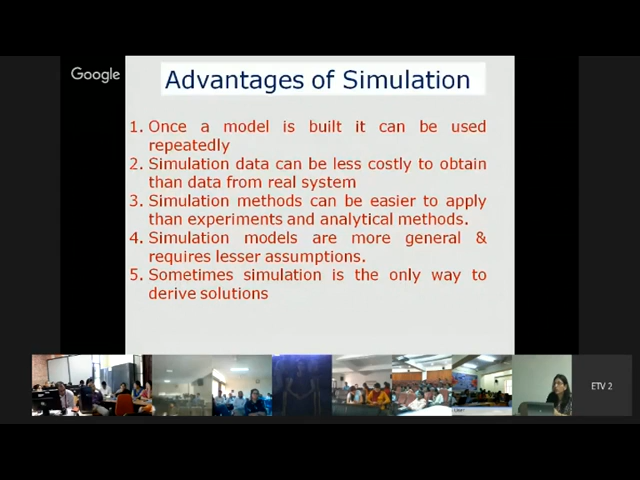 Google
Advantages of Simulation
1. Once a model is built it can be used
repeatedly
2. Simulation data can be less costly to obtain
than data from real system
3. Simulation methods can be easier to apply
than experiments and analytical methods.
4. Simulation models are more general &
requires lesser assumptions.
5. Sometimes simulation is the only way to
derive solutions
ETV 2